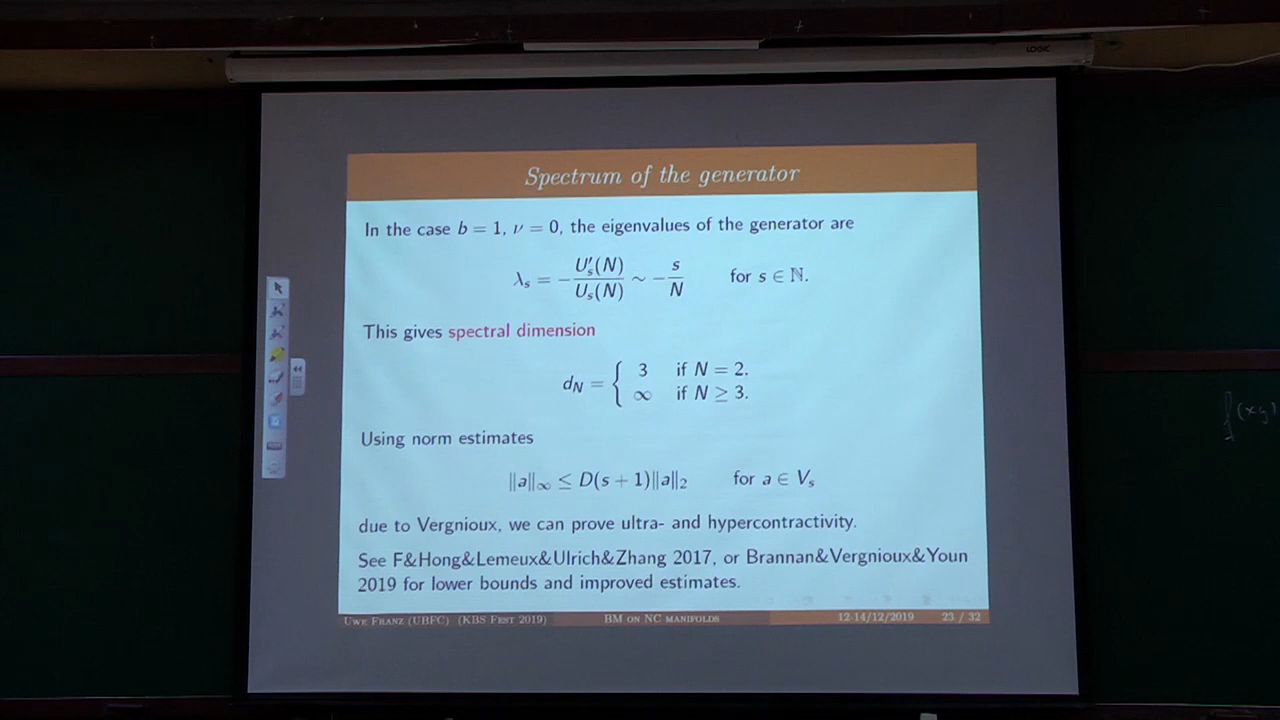 LOGIC
Spectrum of the generator
In the case b = 1, ν = 0, the eigenvalues of the generator are
λ_s = −U′_s(N)/U_s(N) ∼ −s/N for s ∈ ℕ.
This gives spectral dimension
d_N = { 3 if N = 2.
∞ if N ≥ 3.
Using norm estimates
‖a‖_∞ ≤ D(s + 1)‖a‖_2 for a ∈ V_s
due to Vergnioux, we can prove ultra- and hypercontractivity.
See F&Hong&Lemeux&Ulrich&Zhang 2017, or Brannan&Vergnioux&Youn
2019 for lower bounds and improved estimates.
Uwe Franz (UBFC) (KBS Fest 2019) BM on NC manifolds 12-14/12/2019 23 / 32